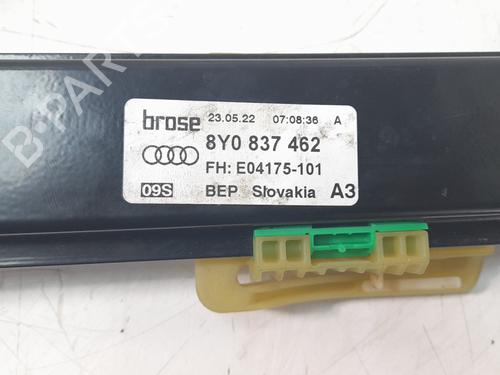 brose 23.05.22 07:08:36 A
8Y0 837 462
FH: E04175-101
09S BEP Slovakia A3
B-PARTS